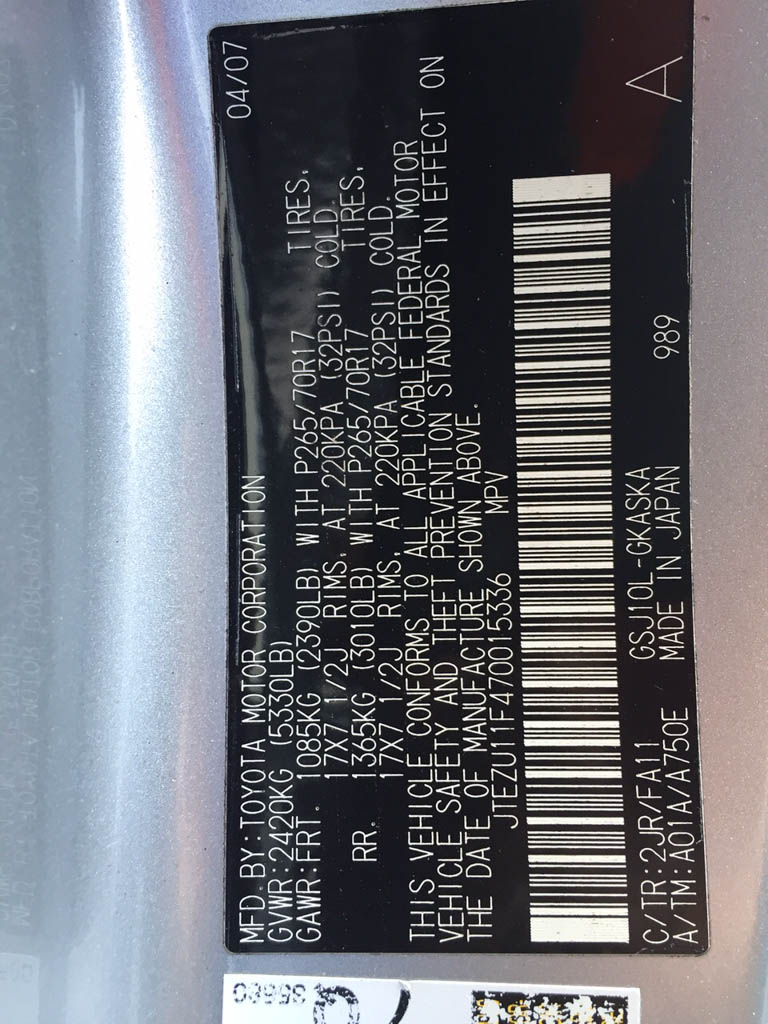 MFD.BY:TOYOTA MOTOR CORPORATION 04/07
GVWR:2420KG (5330LB)
GAWR:FRT. 1085KG (2390LB) WITH P265/70R17 TIRES,
17X7 1/2J RIMS, AT 220KPA (32PSI) COLD.
RR. 1365KG (3010LB) WITH P265/70R17 TIRES,
17X7 1/2J RIMS, AT 220KPA (32PSI) COLD.
THIS VEHICLE CONFORMS TO ALL APPLICABLE FEDERAL MOTOR
VEHICLE SAFETY AND THEFT PREVENTION STANDARDS IN EFFECT ON
THE DATE OF MANUFACTURE SHOWN ABOVE.
JTEZU11F470015336 MPV
C/TR:2JR/FA11 GSJ10L-GKASKA
A/TM:A01A/A750E MADE IN JAPAN 989 A